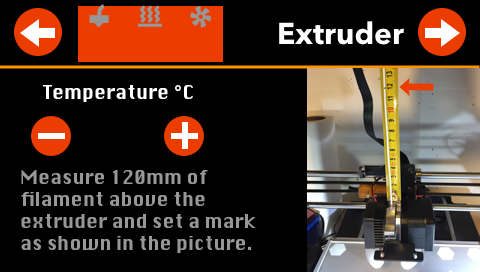 Extruder
Temperature °C
Measure 120mm of
filament above the
extruder and set a mark
as shown in the picture.